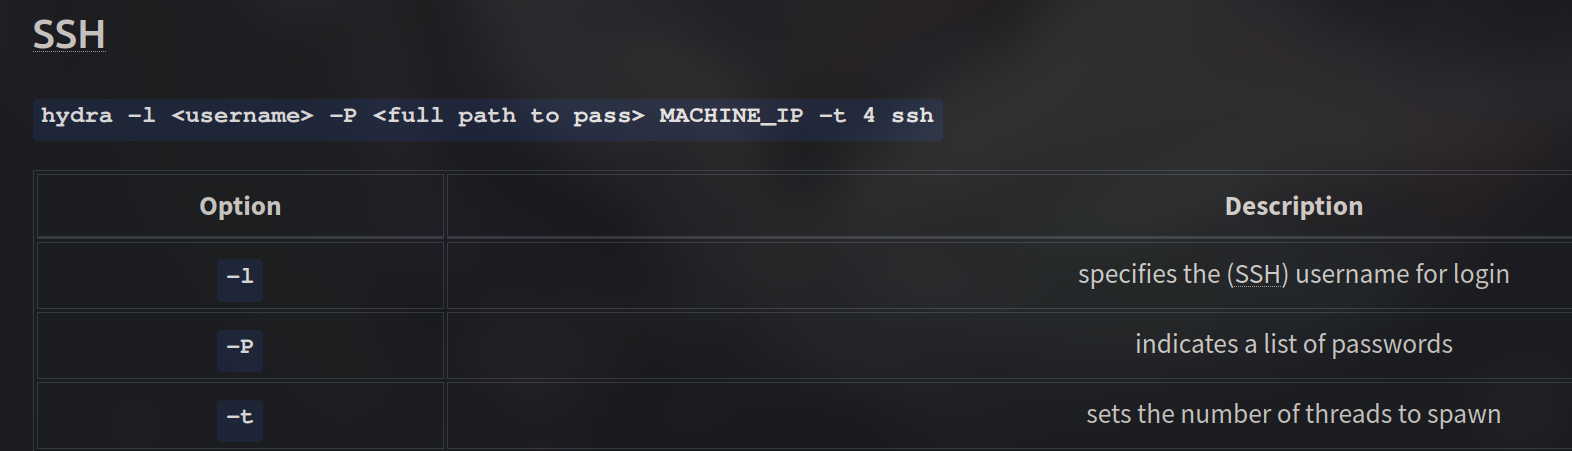 SSH
hydra -l <username> -P <full path to pass> MACHINE_IP -t 4 ssh
Option Description
-l specifies the (SSH) username for login
-P indicates a list of passwords
-t sets the number of threads to spawn